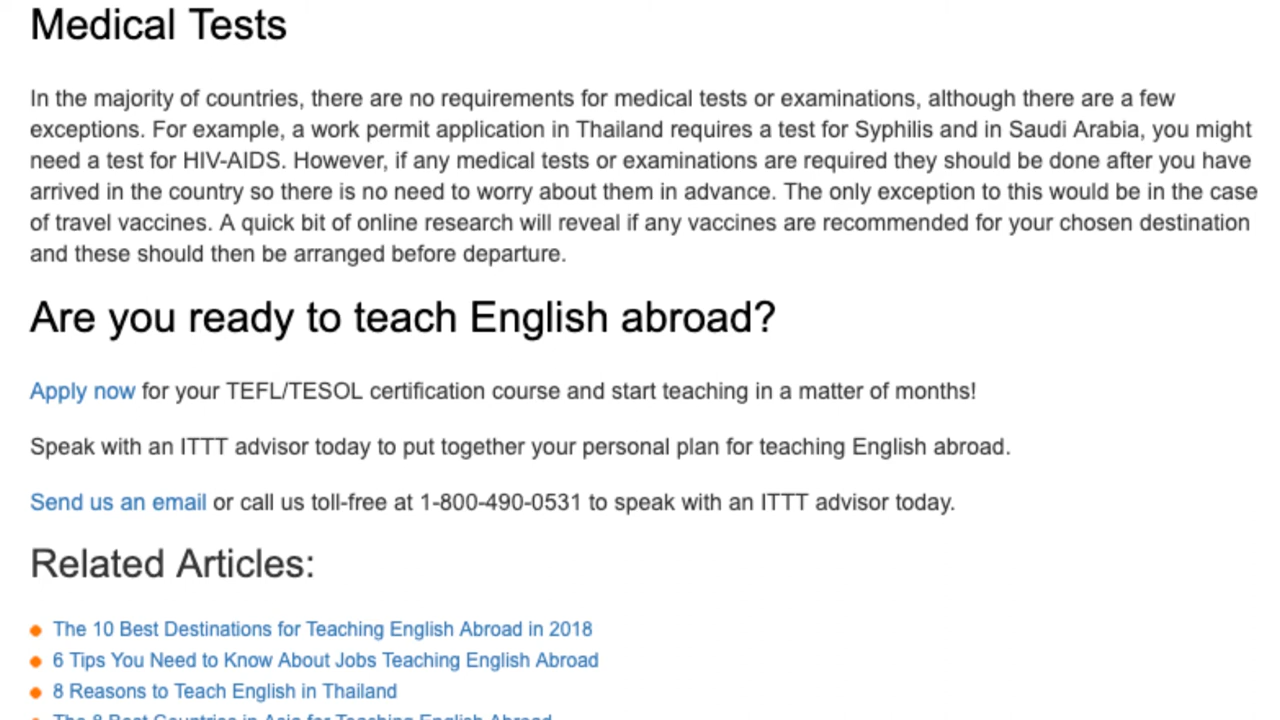 Medical Tests
In the majority of countries, there are no requirements for medical tests or examinations, although there are a few
exceptions. For example, a work permit application in Thailand requires a test for Syphilis and in Saudi Arabia, you might
need a test for HIV-AIDS. However, if any medical tests or examinations are required they should be done after you have
arrived in the country so there is no need to worry about them in advance. The only exception to this would be in the case
of travel vaccines. A quick bit of online research will reveal if any vaccines are recommended for your chosen destination
and these should then be arranged before departure.
Are you ready to teach English abroad?
Apply now for your TEFL/TESOL certification course and start teaching in a matter of months!
Speak with an ITTT advisor today to put together your personal plan for teaching English abroad.
Send us an email or call us toll-free at 1-800-490-0531 to speak with an ITTT advisor today.
Related Articles:
The 10 Best Destinations for Teaching English Abroad in 2018
6 Tips You Need to Know About Jobs Teaching English Abroad
8 Reasons to Teach English in Thailand
The 8 Best Countries in Asia for Teaching English Abroad